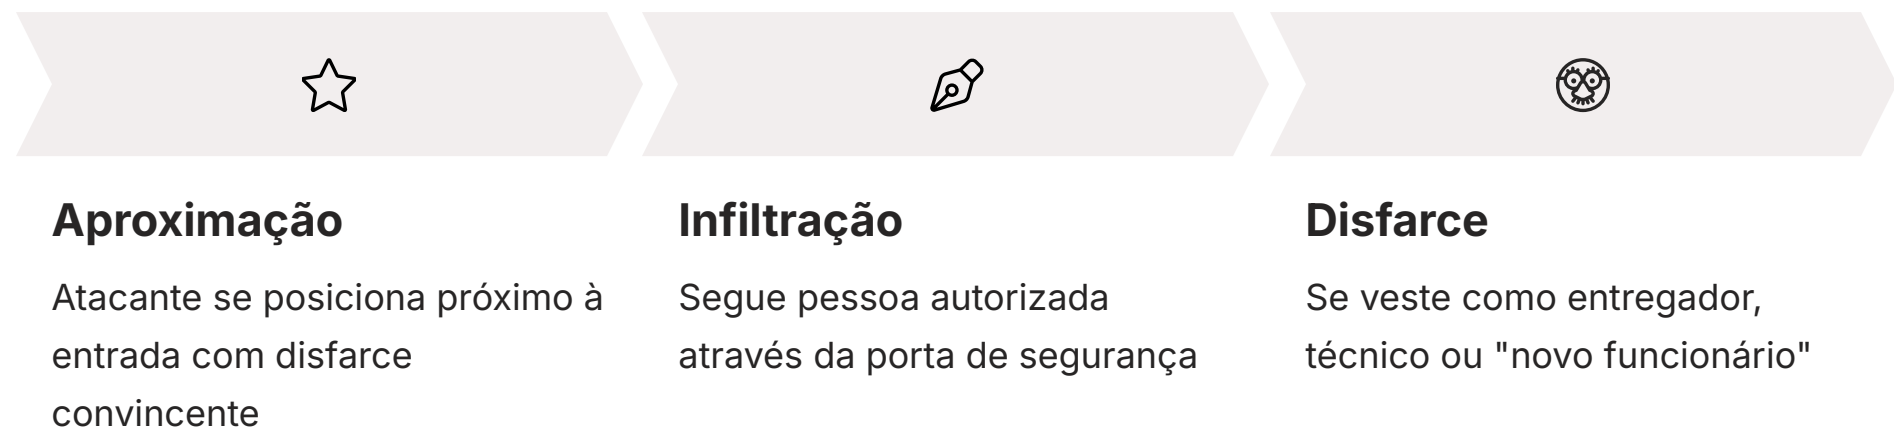 Aproximação
Atacante se posiciona próximo à
entrada com disfarce
convincente
Infiltração
Segue pessoa autorizada
através da porta de segurança
Disfarce
Se veste como entregador,
técnico ou "novo funcionário"